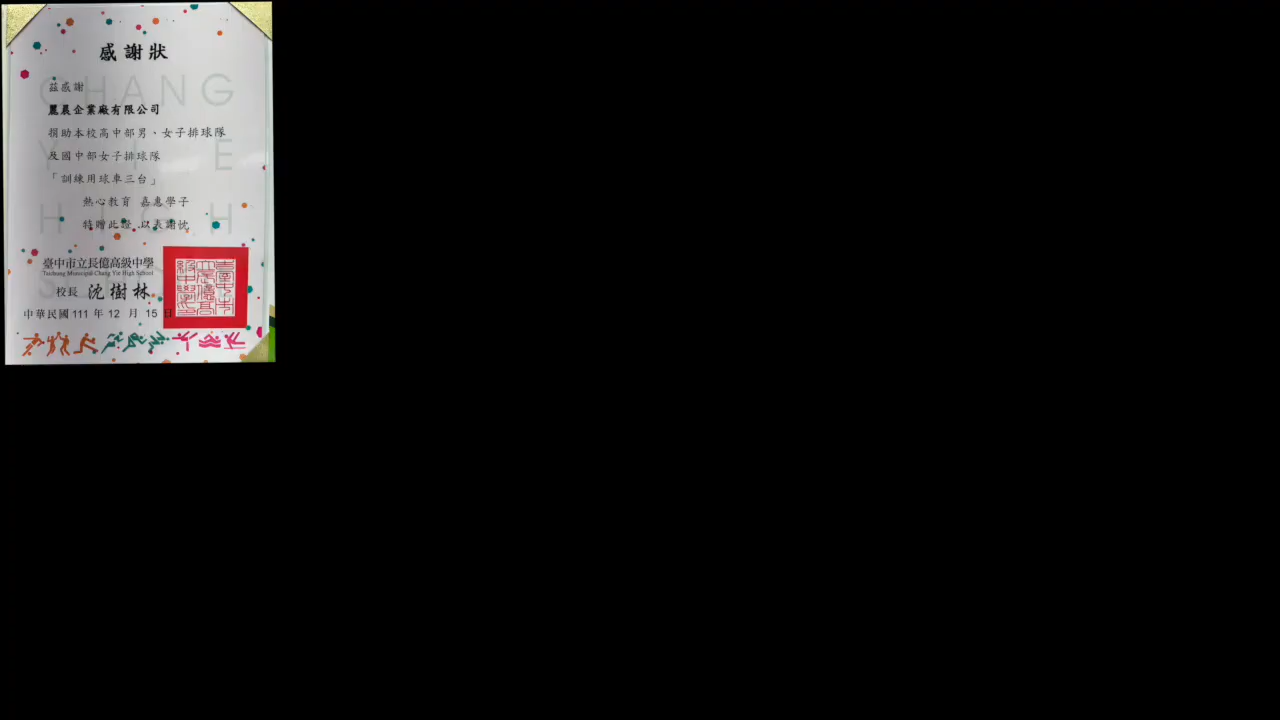 感謝狀
茲感謝
麗晨企業廠有限公司
捐助本校高中部男、女子排球隊
及國中部女子排球隊
「訓練用球車三台」
熱心教育 嘉惠學子
特贈此證 以表謝忱
臺中市立長億高級中學
Taichung Municipal Chang Yie High School
校長 沈樹林
中華民國 111 年 12 月 15 日
CHANG
YIE
HIGH